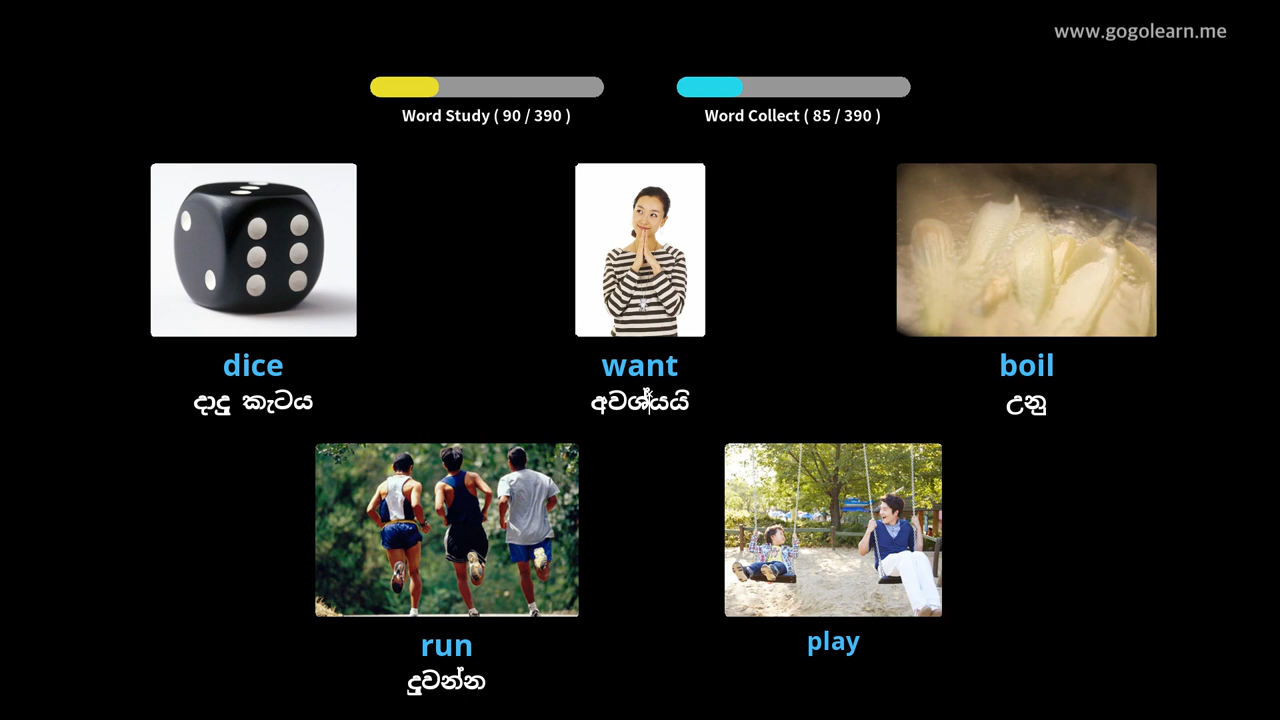 www.gogolearn.me
Word Study ( 90 / 390 )
Word Collect ( 85 / 390 )
dice
දාදු කැටය
want
අවශ්‍යයි
boil
උනු
run
දුවන්න
play